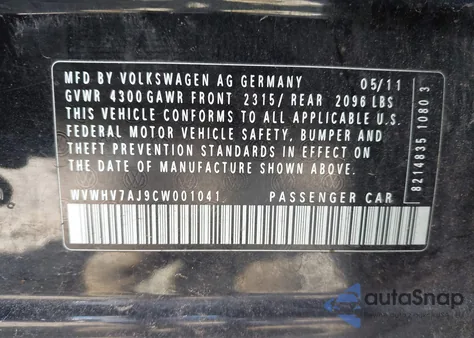 MFD BY VOLKSWAGEN AG GERMANY 05/11
GVWR 4300 GAWR FRONT 2315/ REAR 2096 LBS
THIS VEHICLE CONFORMS TO ALL APPLICABLE U.S.
FEDERAL MOTOR VEHICLE SAFETY, BUMPER AND
THEFT PREVENTION STANDARDS IN EFFECT ON
THE DATE OF MANUFACTURE SHOWN ABOVE.
WVWHV7AJ9CW001041 PASSENGER CAR
8214835 1080 3
autoSnap